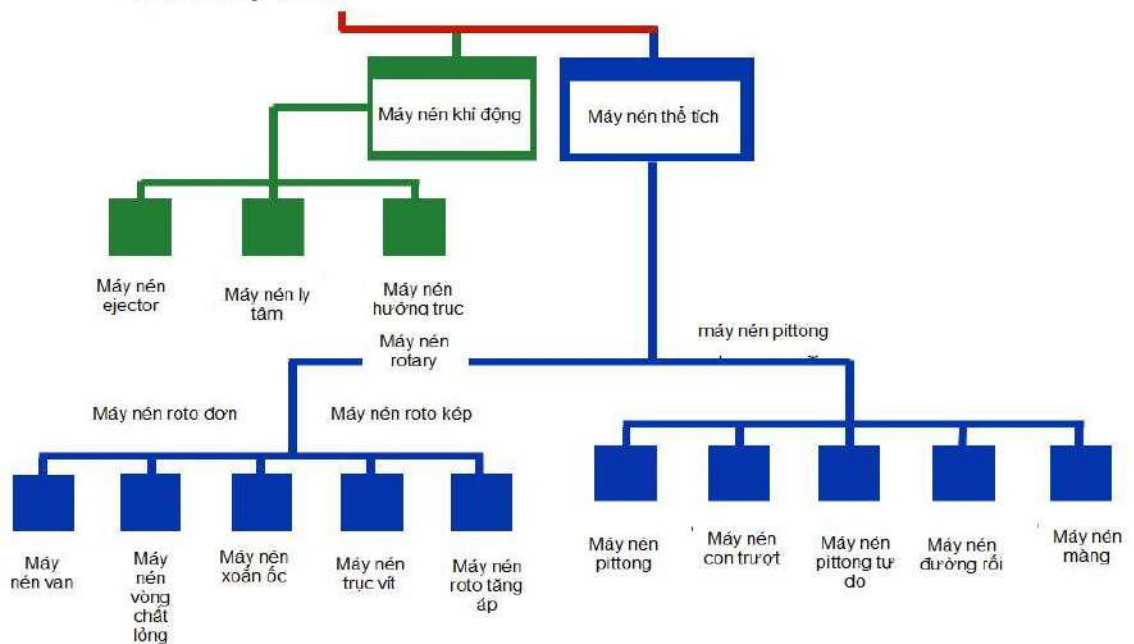 Máy nén khí động
Máy nén thể tích
Máy nén
ejector
Máy nén ly
tâm
Máy nén
hướng trục
Máy nén
rotary
máy nén pittong
Máy nén roto đơn
Máy nén roto kép
Máy
nén van
Máy
nén
vòng
chất
lỏng
Máy nén
xoắn ốc
Máy nén
trục vít
Máy nén
roto tăng
áp
Máy nén
pittong
Máy nén
con trượt
Máy nén
pittong tự
do
Máy nén
đường rối
Máy nén
màng